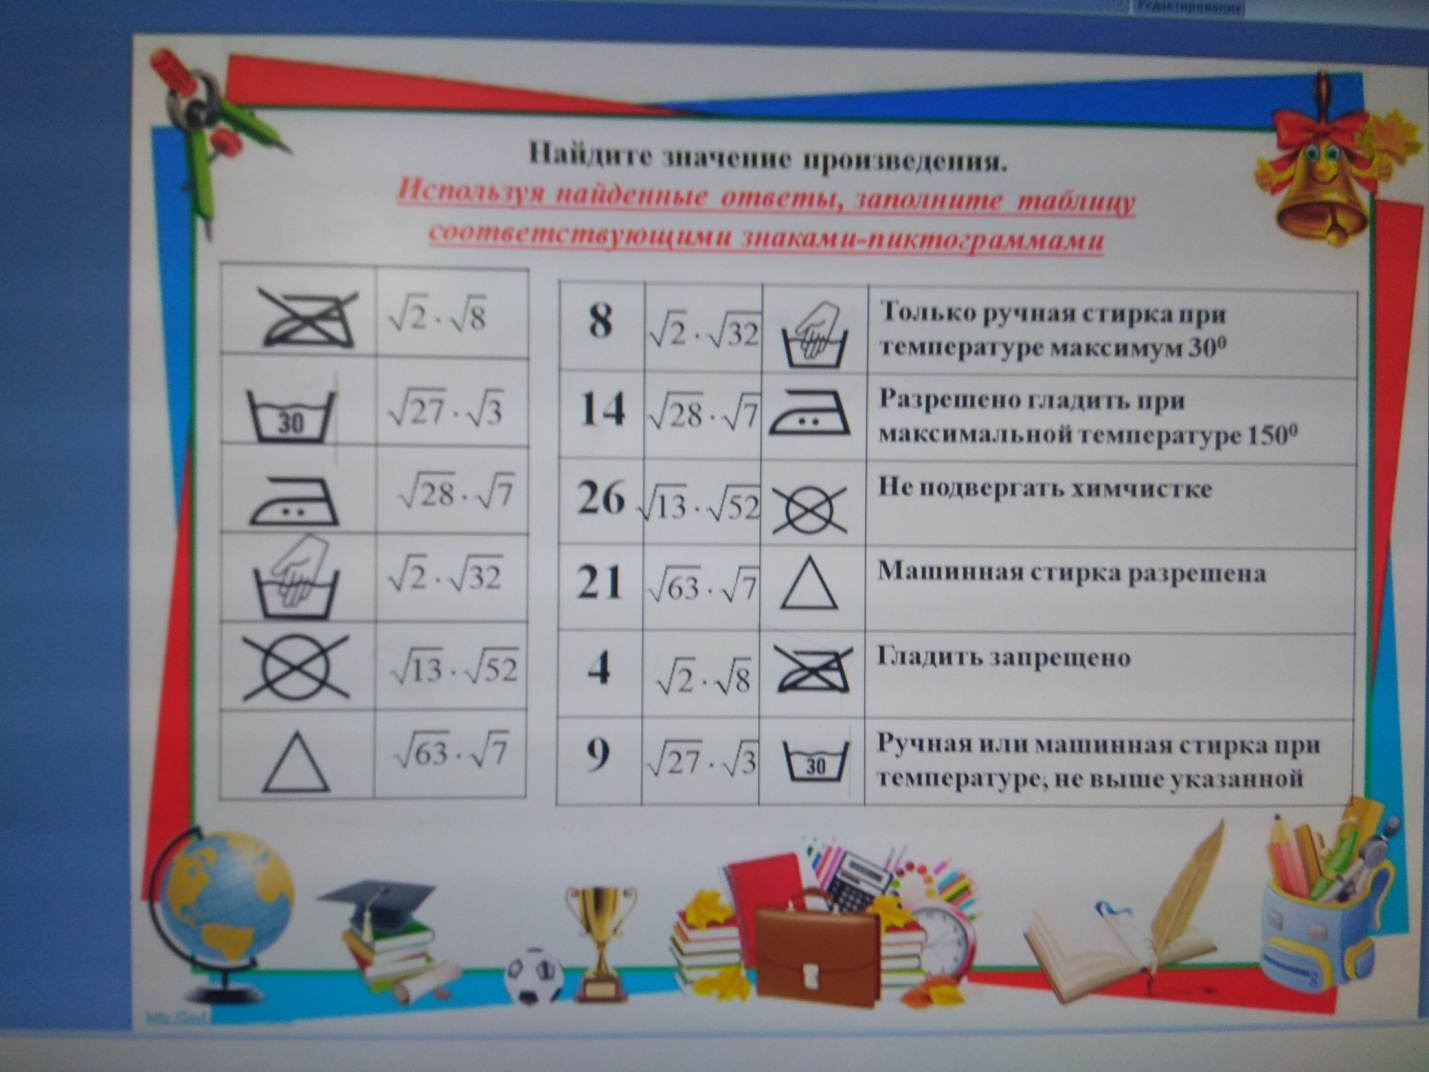 Редактирование
Найдите значение произведения.
Используя найденные ответы, заполните таблицу
соответствующими знаками-пиктограммами
√2 · √8
30 √27 · √3
√28 · √7
√2 · √32
√13 · √52
√63 · √7
8 √2 · √32 Только ручная стирка при
температуре максимум 30⁰
14 √28 · √7 Разрешено гладить при
максимальной температуре 150⁰
26 √13 · √52 Не подвергать химчистке
21 √63 · √7 Машинная стирка разрешена
4 √2 · √8 Гладить запрещено
9 √27 · √3 30 Ручная или машинная стирка при
температуре, не выше указанной